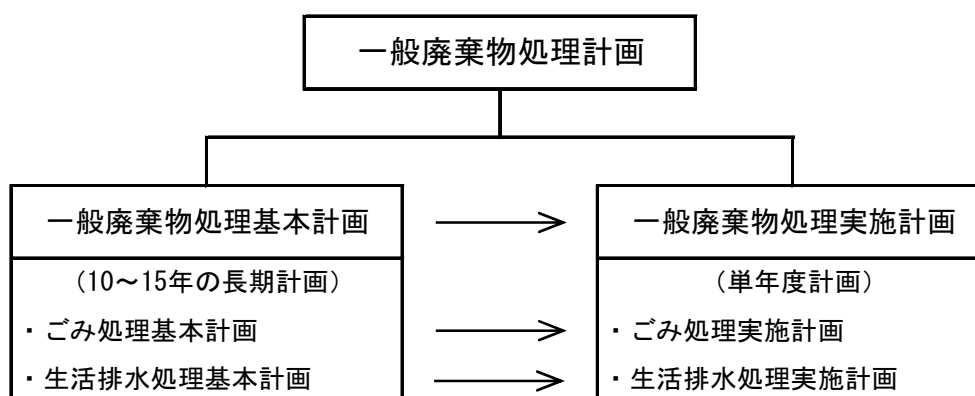 一般廃棄物処理計画
一般廃棄物処理基本計画
(10～15年の長期計画)
・ごみ処理基本計画
・生活排水処理基本計画
一般廃棄物処理実施計画
(単年度計画)
・ごみ処理実施計画
・生活排水処理実施計画